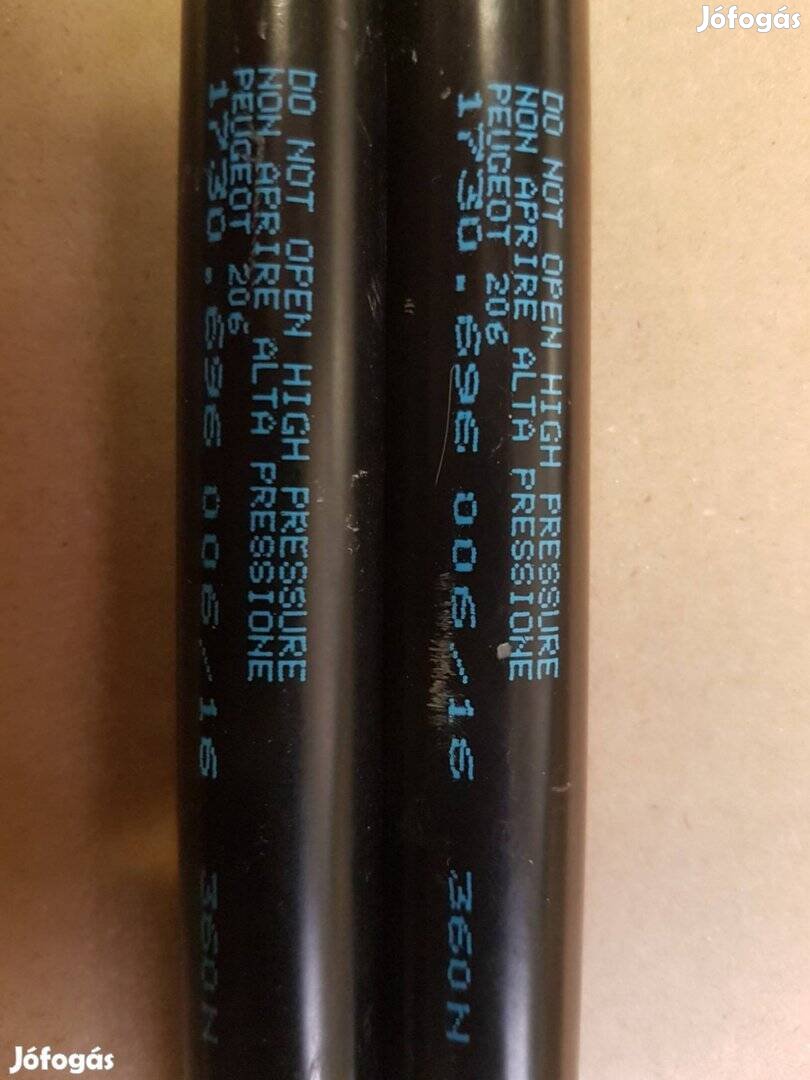 Jófogás
DO NOT OPEN HIGH PRESSURE
NON APRIRE ALTA PRESSIONE
PEUGEOT 206
1730.696 006/16 360N
DO NOT OPEN HIGH PRESSURE
NON APRIRE ALTA PRESSIONE
PEUGEOT 206
1730.696 006/16 360N
Jófogás